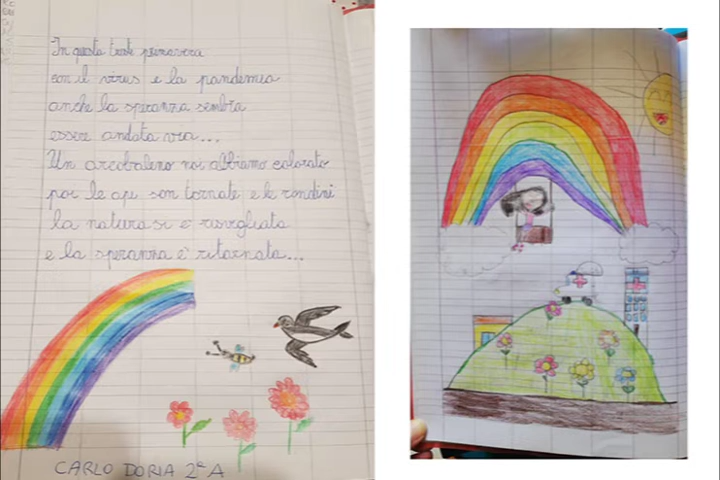 In questa triste primavera
con il virus e la pandemia
anche la speranza sembra
essere andata via...
Un arcobaleno noi abbiamo colorato
poi le api son tornate e le rondini
la natura si è risvegliata
e la speranza è ritornata...
CARLO DORIA 2ª A